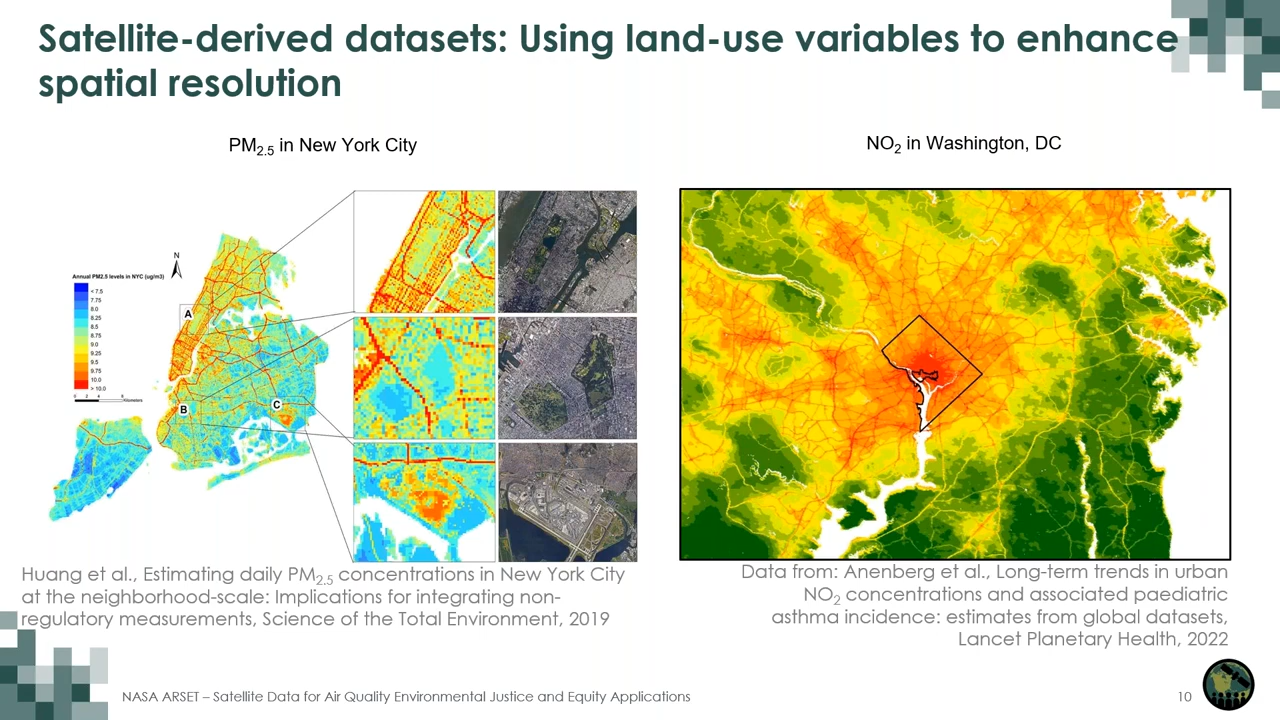 Satellite-derived datasets: Using land-use variables to enhance
spatial resolution
PM2.5 in New York City
NO2 in Washington, DC
N
Annual PM2.5 levels in NYC (ug/m3)
< 7.5
7.75
8.0
8.25
8.5
8.75
9.0
9.25
9.5
9.75
10.0
> 10.0
0 2 4 8
Kilometers
A
B
C
Huang et al., Estimating daily PM2.5 concentrations in New York City
at the neighborhood-scale: Implications for integrating non-
regulatory measurements, Science of the Total Environment, 2019
Data from: Anenberg et al., Long-term trends in urban
NO2 concentrations and associated paediatric
asthma incidence: estimates from global datasets,
Lancet Planetary Health, 2022
NASA ARSET – Satellite Data for Air Quality Environmental Justice and Equity Applications
10